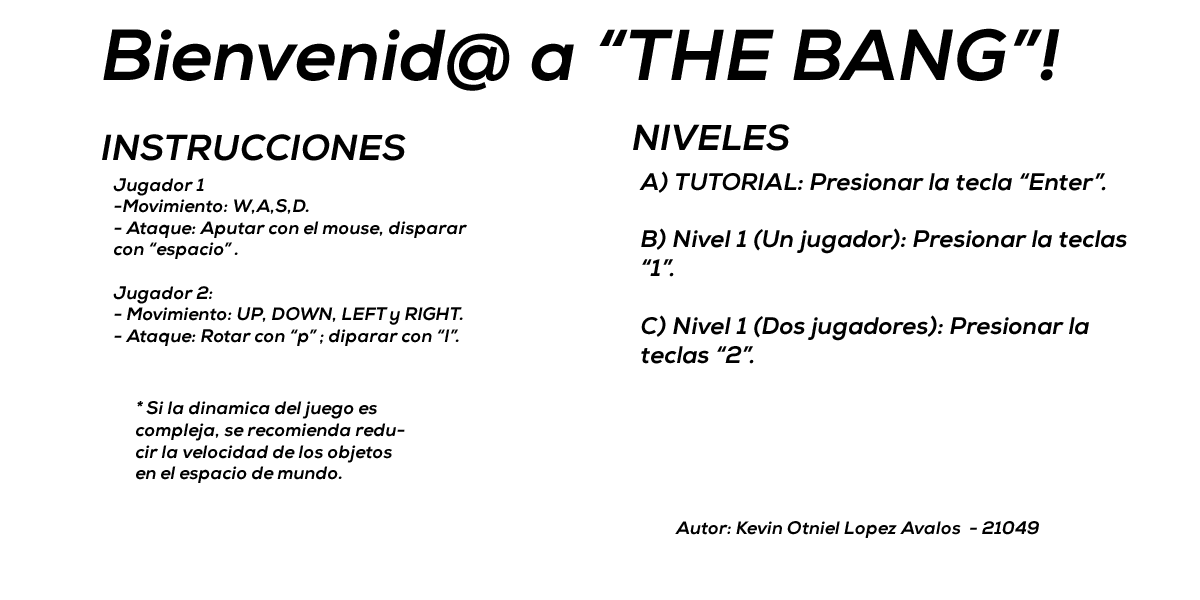 Bienvenid@ a “THE BANG”!
INSTRUCCIONES
Jugador 1
-Movimiento: W,A,S,D.
- Ataque: Aputar con el mouse, disparar
con “espacio” .
Jugador 2:
- Movimiento: UP, DOWN, LEFT y RIGHT.
- Ataque: Rotar con “p” ; diparar con “l”.
* Si la dinamica del juego es
compleja, se recomienda redu-
cir la velocidad de los objetos
en el espacio de mundo.
NIVELES
A) TUTORIAL: Presionar la tecla “Enter”.
B) Nivel 1 (Un jugador): Presionar la teclas
“1”.
C) Nivel 1 (Dos jugadores): Presionar la
teclas “2”.
Autor: Kevin Otniel Lopez Avalos - 21049